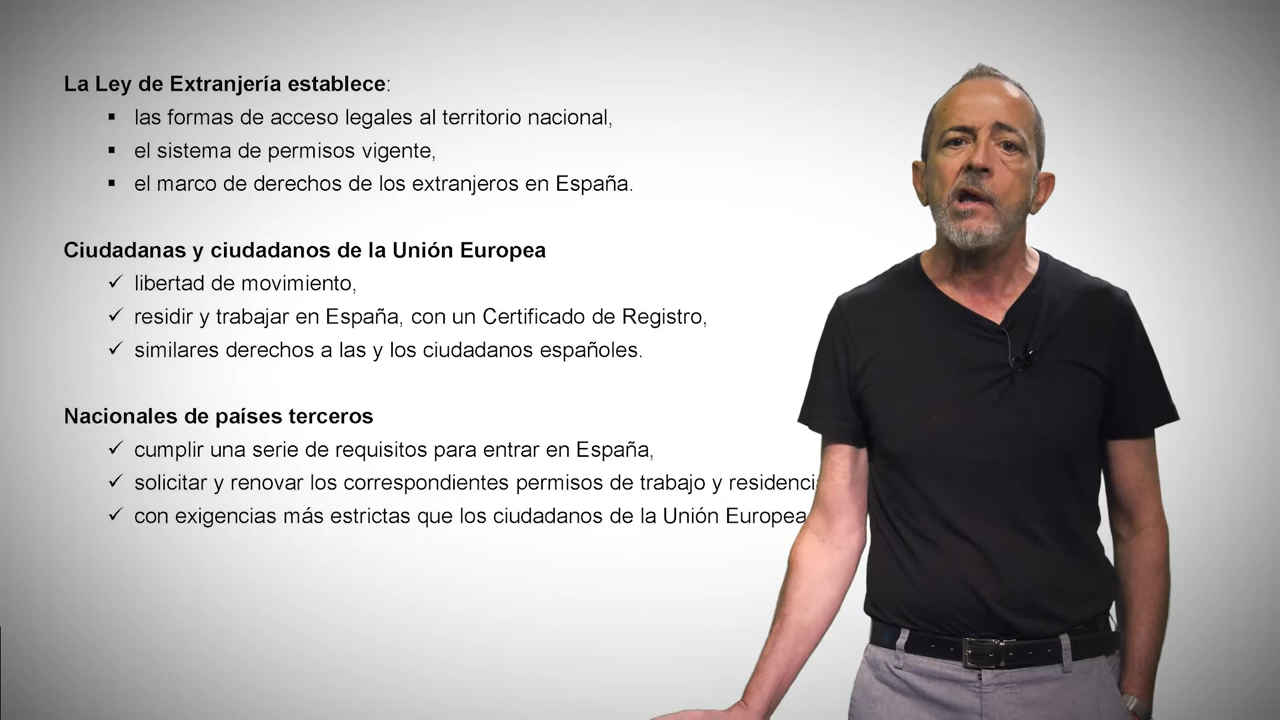 La Ley de Extranjería establece:
▪ las formas de acceso legales al territorio nacional,
▪ el sistema de permisos vigente,
▪ el marco de derechos de los extranjeros en España.
Ciudadanas y ciudadanos de la Unión Europea
✓ libertad de movimiento,
✓ residir y trabajar en España, con un Certificado de Registro,
✓ similares derechos a las y los ciudadanos españoles.
Nacionales de países terceros
✓ cumplir una serie de requisitos para entrar en España,
✓ solicitar y renovar los correspondientes permisos de trabajo y residenci
✓ con exigencias más estrictas que los ciudadanos de la Unión Europea